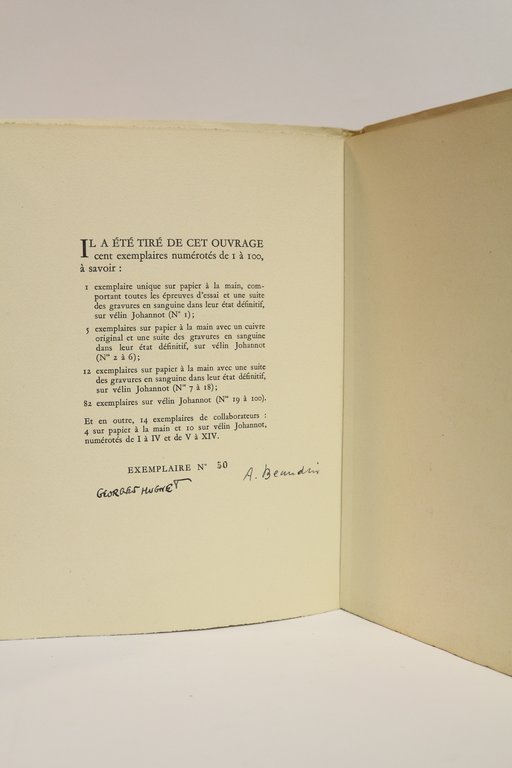 IL A ÉTÉ TIRÉ DE CET OUVRAGE
cent exemplaires numérotés de 1 à 100,
à savoir :
1 exemplaire unique sur papier à la main, com-
portant toutes les épreuves d'essai et une suite
des gravures en sanguine dans leur état définitif,
sur vélin Johannot (N° 1);
5 exemplaires sur papier à la main avec un cuivre
original et une suite des gravures en sanguine
dans leur état définitif, sur vélin Johannot
(Nos 2 à 6);
12 exemplaires sur papier à la main avec une suite
des gravures en sanguine dans leur état définitif,
sur vélin Johannot (Nos 7 à 18);
82 exemplaires sur vélin Johannot (Nos 19 à 100).
Et en outre, 14 exemplaires de collaborateurs :
4 sur papier à la main et 10 sur vélin Johannot,
numérotés de I à IV et de V à XIV.
EXEMPLAIRE N° 50
GEORGES HUGNET
A. Beaudin